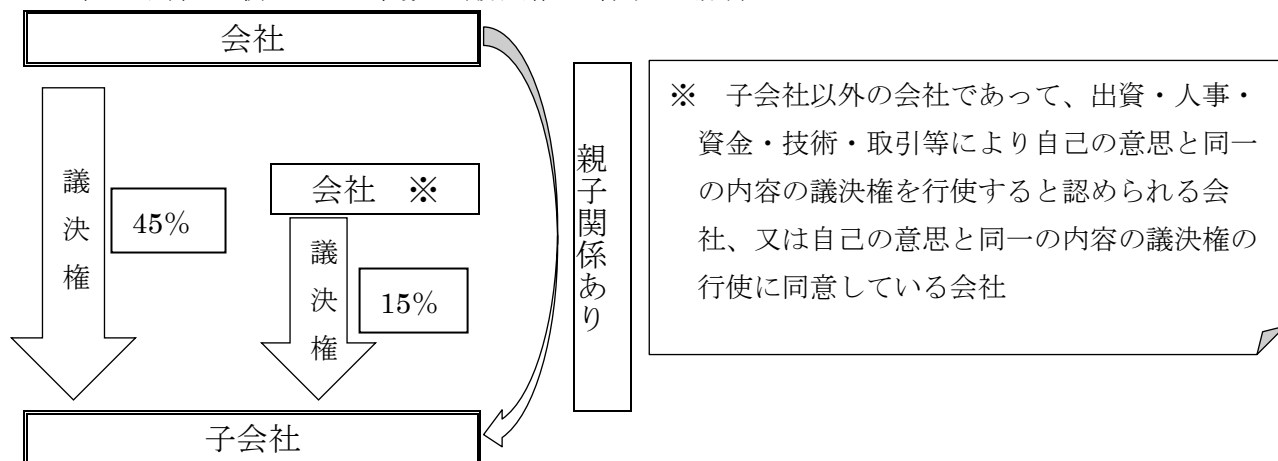 会社
議決権
45%
会社 ※
議決権
15%
親子関係あり
※ 子会社以外の会社であって、出資・人事・
資金・技術・取引等により自己の意思と同一
の内容の議決権を行使すると認められる会
社、又は自己の意思と同一の内容の議決権の
行使に同意している会社
子会社